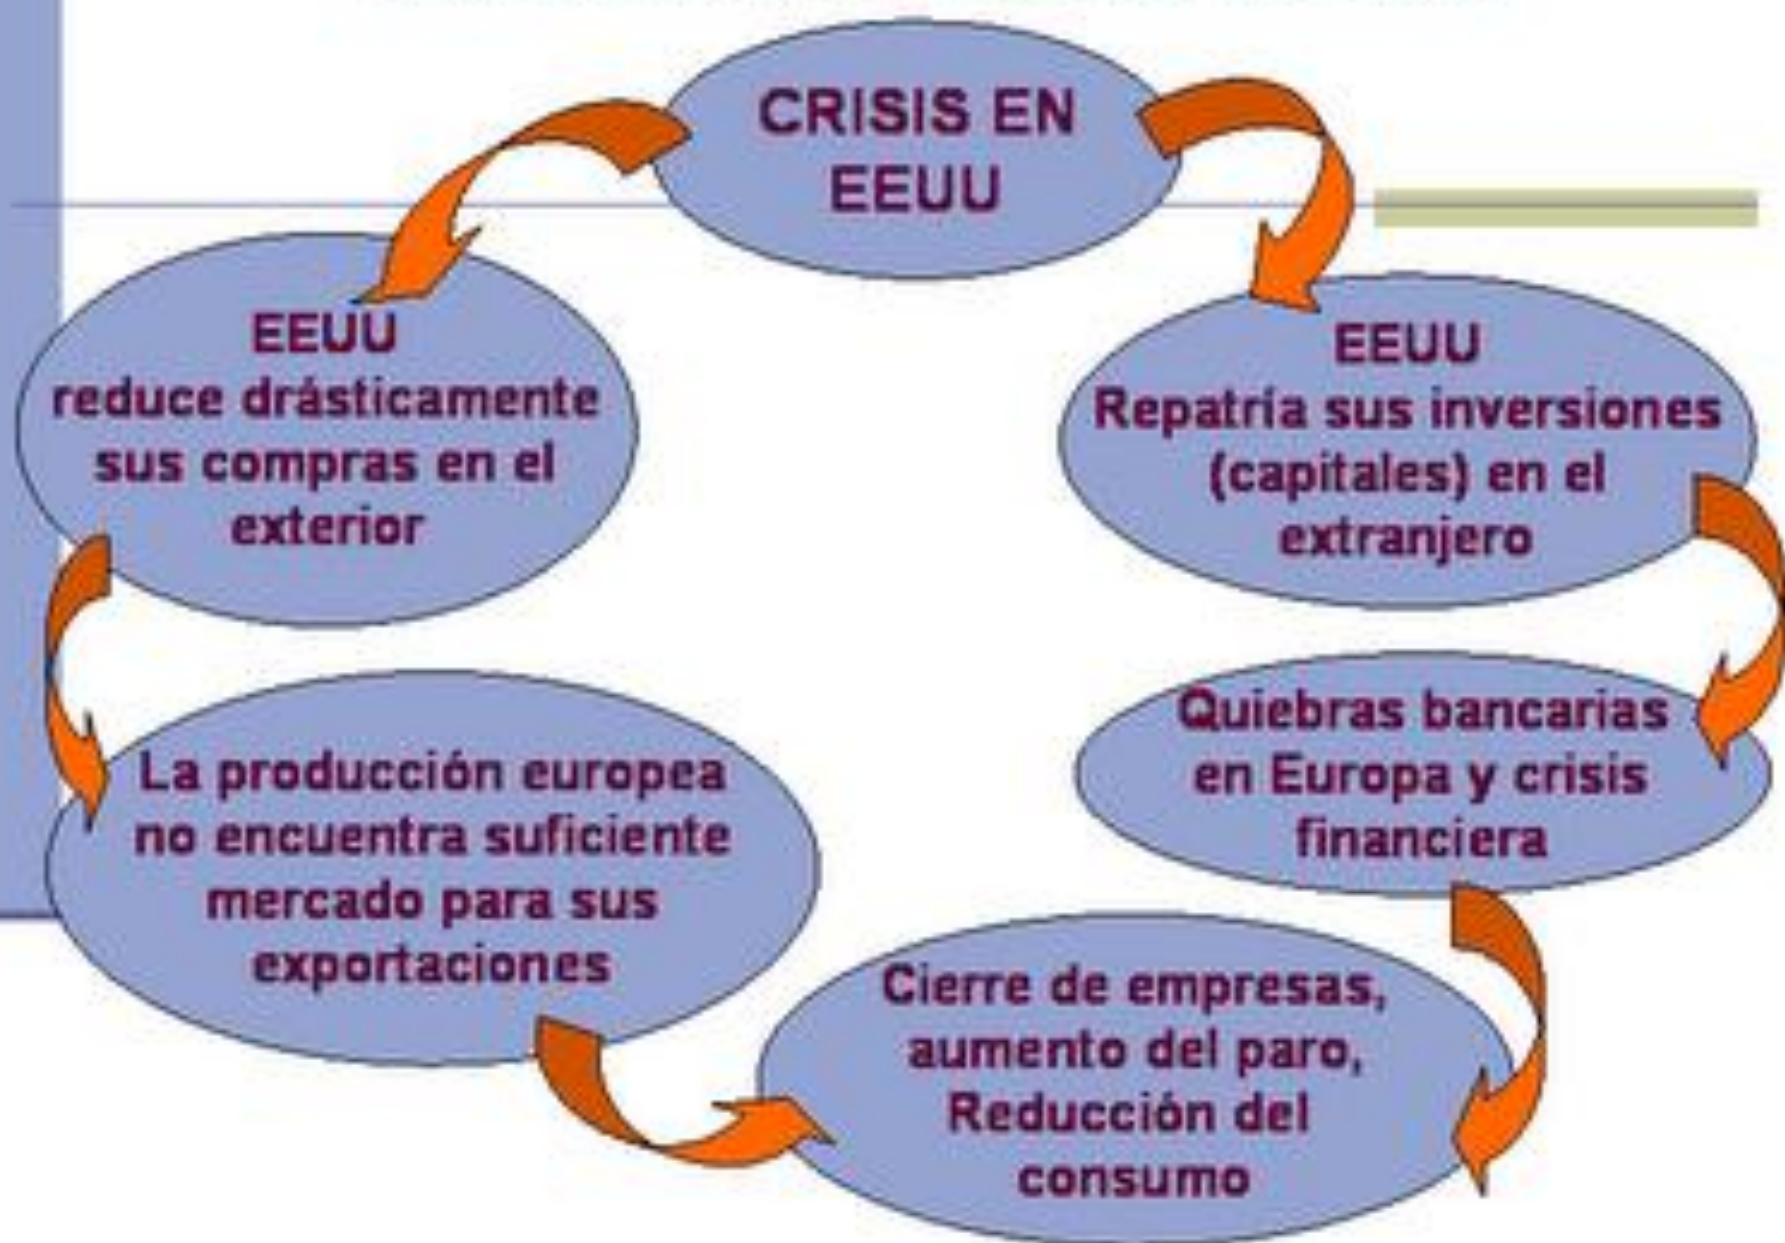 CRISIS EN
EEUU
EEUU
reduce drásticamente
sus compras en el
exterior
EEUU
Repatría sus inversiones
(capitales) en el
extranjero
La producción europea
no encuentra suficiente
mercado para sus
exportaciones
Quiebras bancarias
en Europa y crisis
financiera
Cierre de empresas,
aumento del paro,
Reducción del
consumo